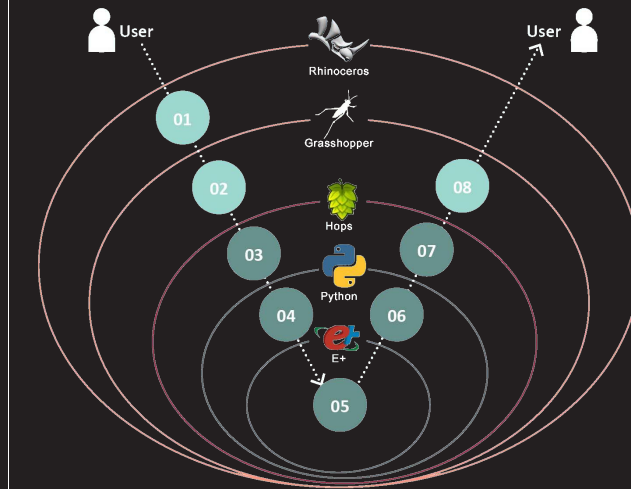 User
User
Rhinoceros
01
Grasshopper
02
08
Hops
03
07
Python
04
06
e+
E+
05